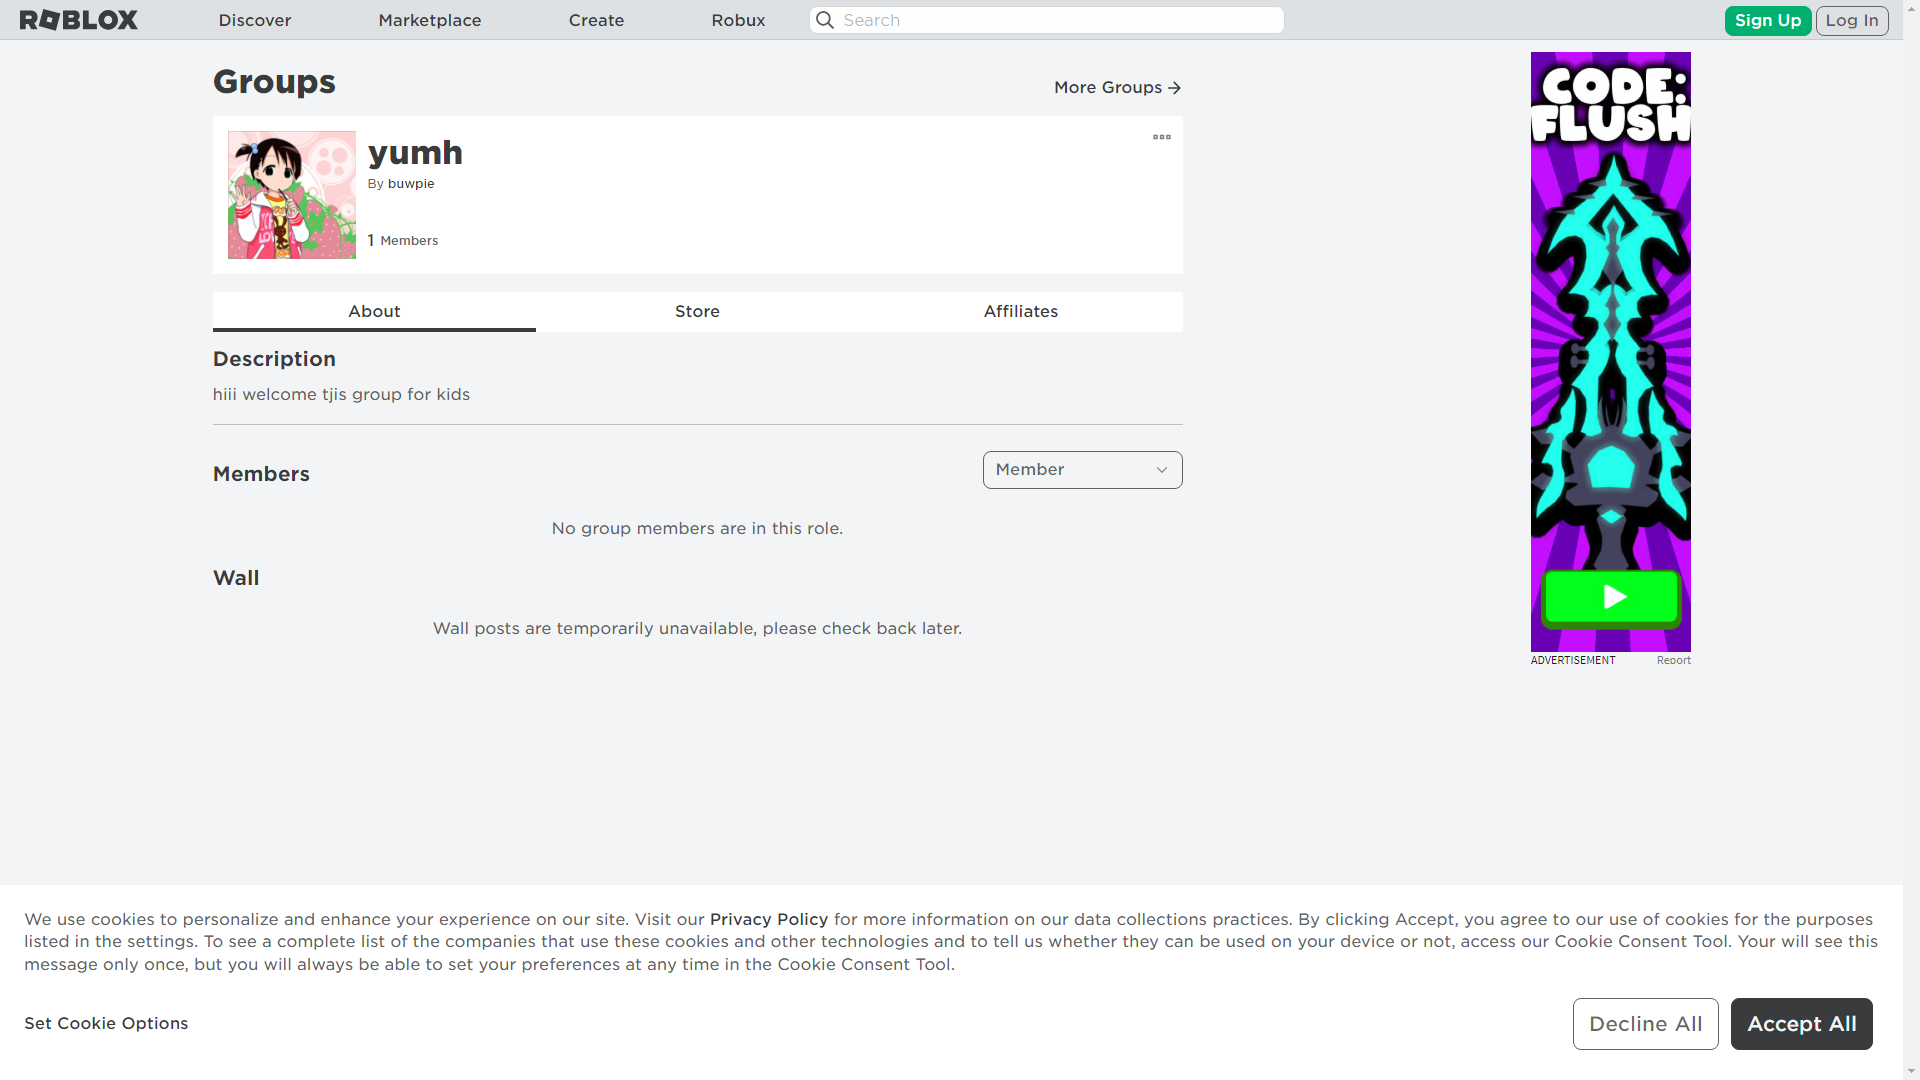 ROBLOX
Discover
Marketplace
Create
Robux
Search
Sign Up
Log In
Groups
More Groups
yumh
By buwpie
1 Members
About
Store
Affiliates
Description
hiii welcome tjis group for kids
Members
Member
No group members are in this role.
Wall
Wall posts are temporarily unavailable, please check back later.
CODE:
FLUSH
ADVERTISEMENT
Report
We use cookies to personalize and enhance your experience on our site. Visit our Privacy Policy for more information on our data collections practices. By clicking Accept, you agree to our use of cookies for the purposes
listed in the settings. To see a complete list of the companies that use these cookies and other technologies and to tell us whether they can be used on your device or not, access our Cookie Consent Tool. Your will see this
message only once, but you will always be able to set your preferences at any time in the Cookie Consent Tool.
Set Cookie Options
Decline All
Accept All